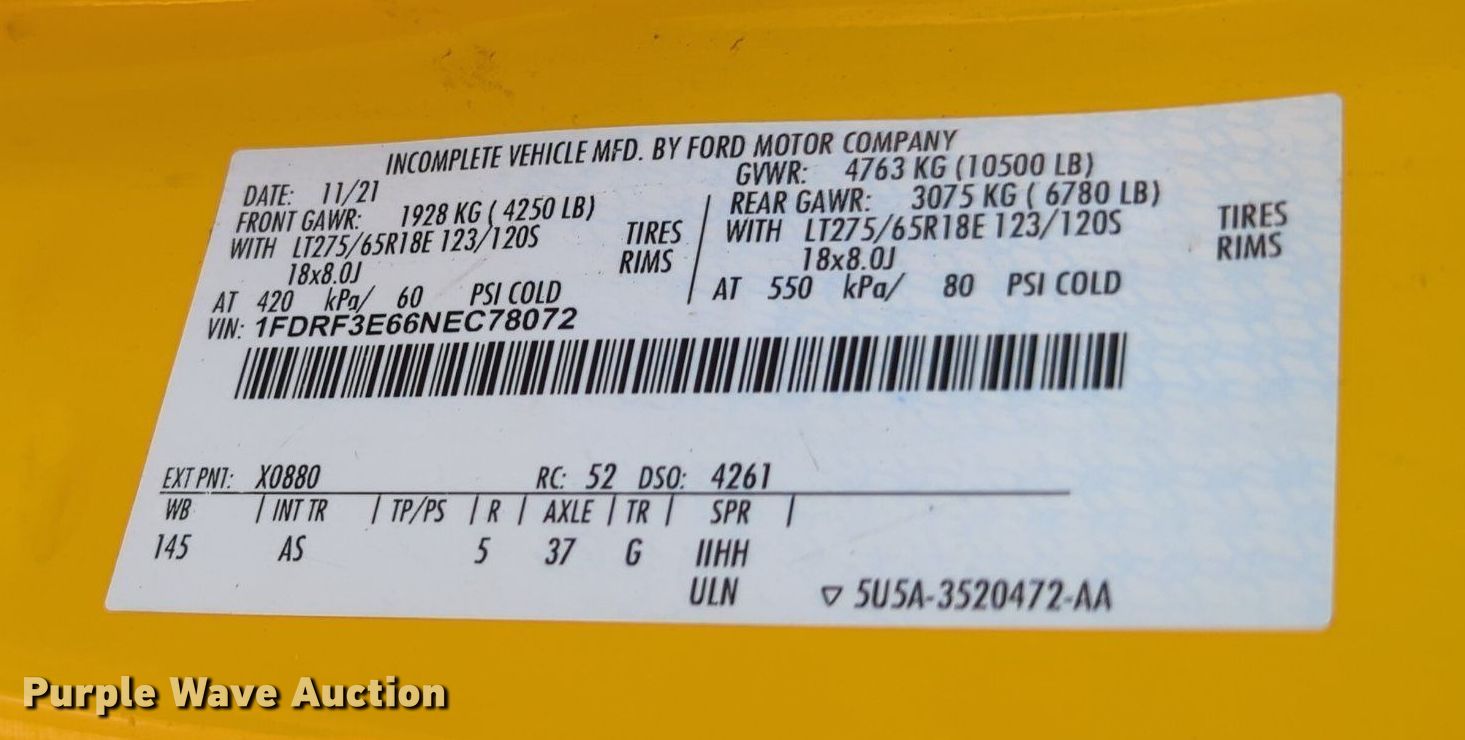 INCOMPLETE VEHICLE MFD. BY FORD MOTOR COMPANY
DATE: 11/21 GVWR: 4763 KG (10500 LB)
FRONT GAWR: 1928 KG ( 4250 LB) REAR GAWR: 3075 KG ( 6780 LB)
WITH LT275/65R18E 123/120S TIRES / WITH LT275/65R18E 123/120S TIRES
18x8.0J RIMS 18x8.0J RIMS
AT 420 kPa/ 60 PSI COLD / AT 550 kPa/ 80 PSI COLD
VIN: 1FDRF3E66NEC78072
EXT PNT: X0880 RC: 52 DSO: 4261
WB | INT TR | TP/PS | R | AXLE | TR | SPR |
145 AS 5 37 G IIHH
ULN ▽ 5U5A-3520472-AA
Purple Wave Auction